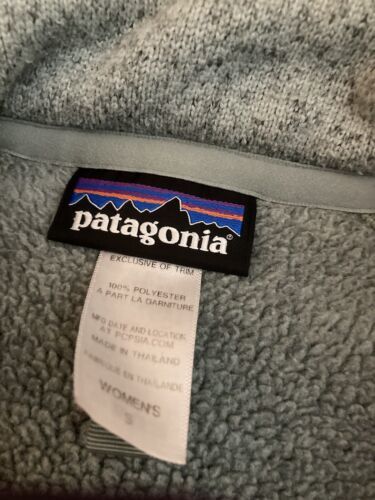 patagonia®
EXCLUSIVE OF TRIM
100% POLYESTER
A PART LA GARNITURE
MFG DATE AND LOCATION
AT PCPSIA.COM
MADE IN THAILAND
FABRIQUÉ EN THAÏLANDE
WOMEN'S
S